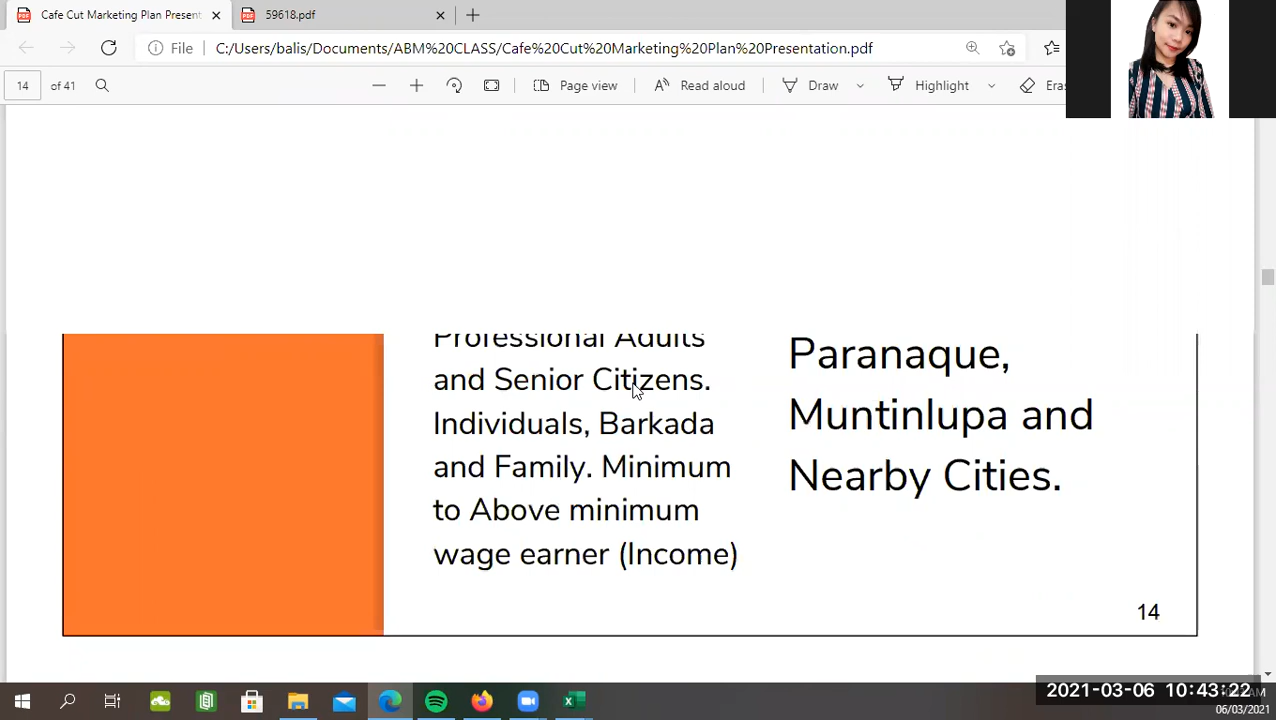 Cafe Cut Marketing Plan Present
59618.pdf
File
C:/Users/balis/Documents/ABM%20CLASS/Cafe%20Cut%20Marketing%20Plan%20Presentation.pdf
14 of 41
Page view
Read aloud
Draw
Highlight
Eras
Professional Adults
and Senior Citizens.
Individuals, Barkada
and Family. Minimum
to Above minimum
wage earner (Income)
Paranaque,
Muntinlupa and
Nearby Cities.
14
2021-03-06 10:43:22
06/03/2021